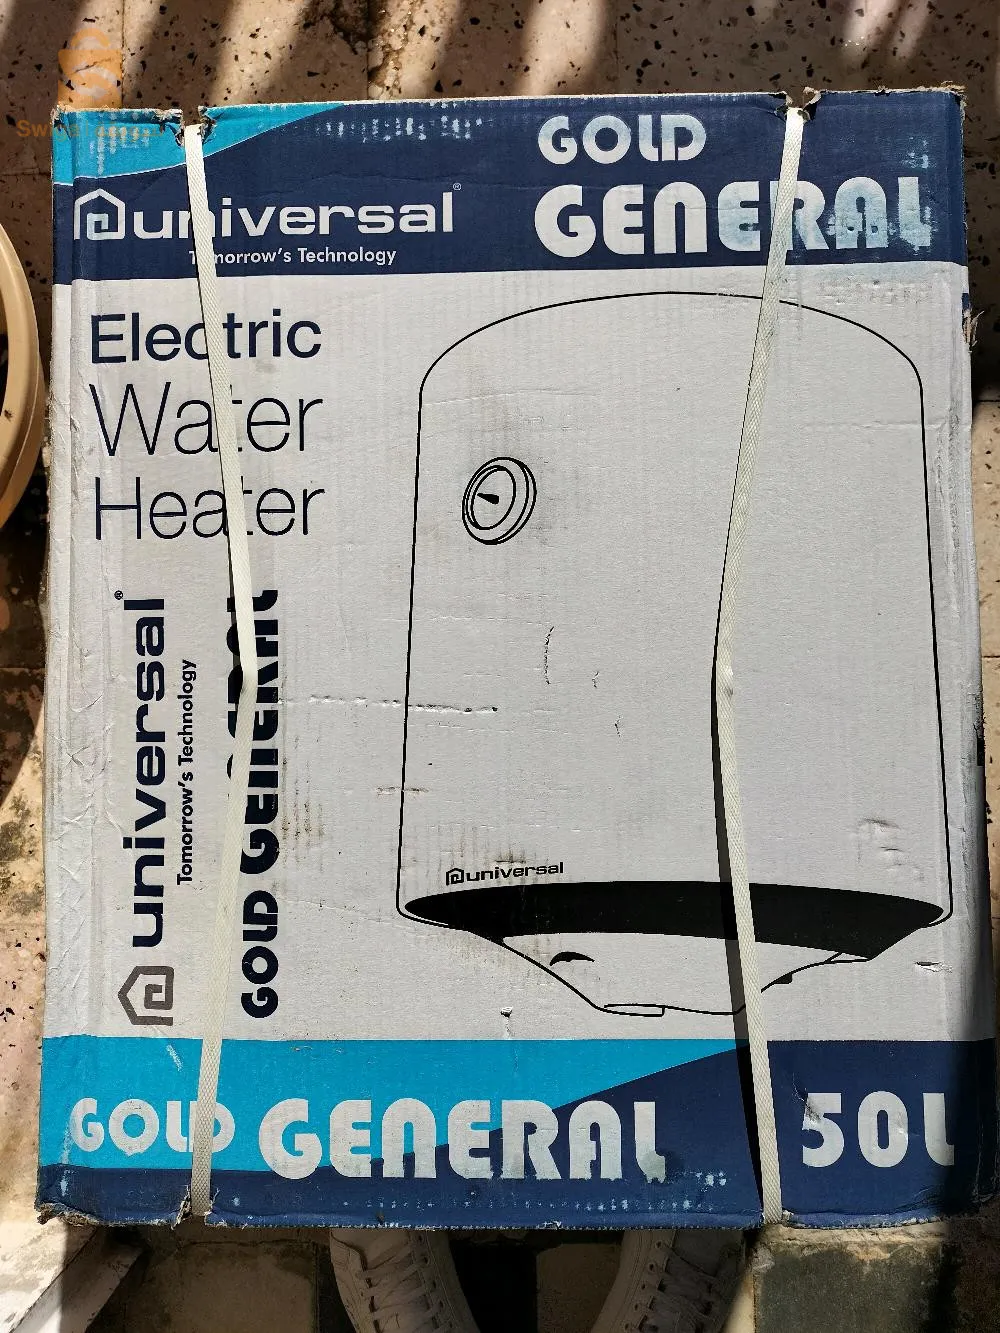 GOLD
GENERAL
universal®
Tomorrow's Technology
Electric
Water
Heater
universal®
Tomorrow's Technology
GOLD GENERAL
universal
GOLD GENERAL
50L